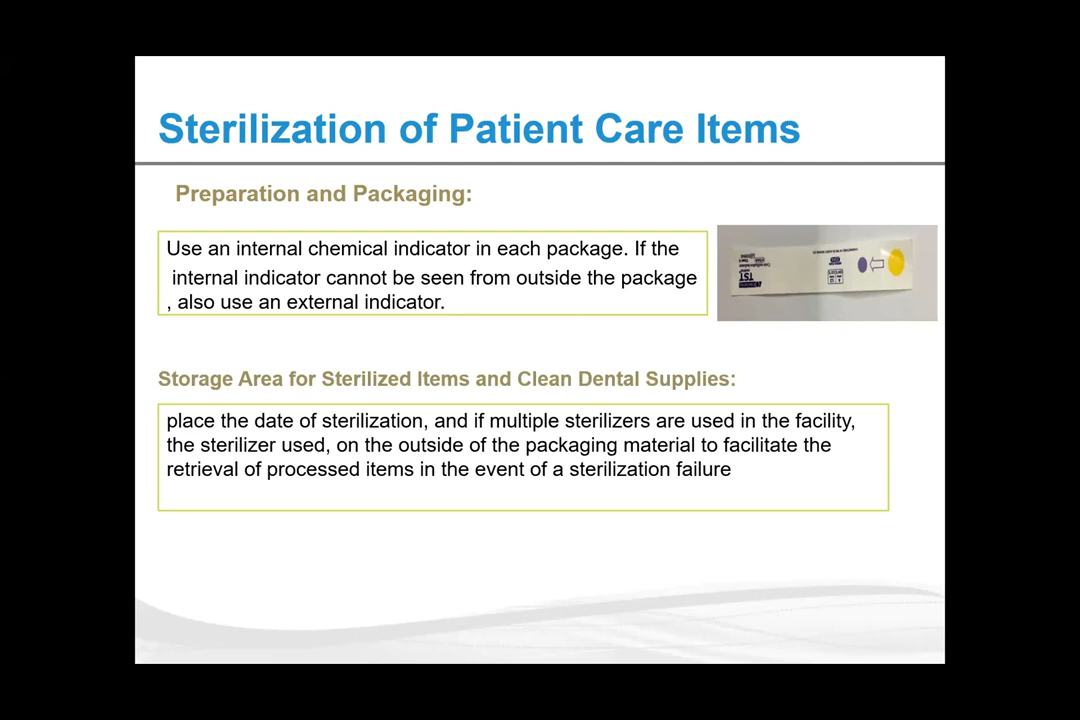 Sterilization of Patient Care Items
Preparation and Packaging:
Use an internal chemical indicator in each package. If the
internal indicator cannot be seen from outside the package
, also use an external indicator.
TST
Storage Area for Sterilized Items and Clean Dental Supplies:
place the date of sterilization, and if multiple sterilizers are used in the facility,
the sterilizer used, on the outside of the packaging material to facilitate the
retrieval of processed items in the event of a sterilization failure